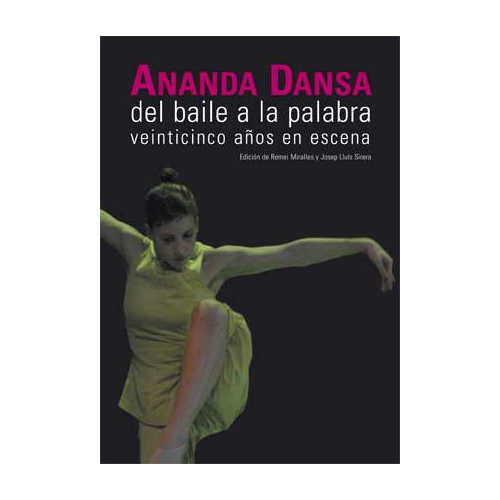 ANANDA DANSA
del baile a la palabra
veinticinco años en escena
Edición de Remei Miralles y Josep Lluís Sirera